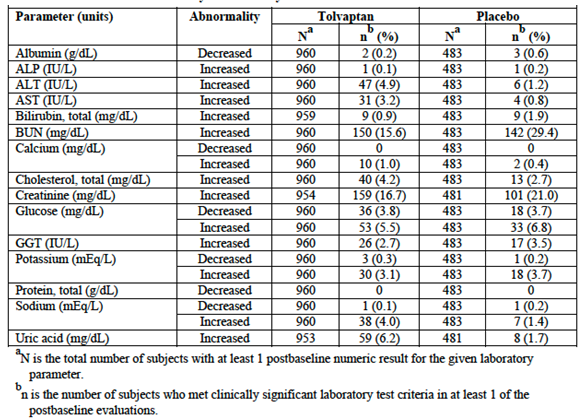 Parameter (units) Abnormality Tolvaptan Placebo
Nᵃ nᵇ (%) Nᵃ nᵇ (%)
Albumin (g/dL) Decreased 960 2 (0.2) 483 3 (0.6)
ALP (IU/L) Increased 960 1 (0.1) 483 1 (0.2)
ALT (IU/L) Increased 960 47 (4.9) 483 6 (1.2)
AST (IU/L) Increased 960 31 (3.2) 483 4 (0.8)
Bilirubin, total (mg/dL) Increased 959 9 (0.9) 483 9 (1.9)
BUN (mg/dL) Increased 960 150 (15.6) 483 142 (29.4)
Calcium (mg/dL) Decreased 960 0 483 0
Increased 960 10 (1.0) 483 2 (0.4)
Cholesterol, total (mg/dL) Increased 960 40 (4.2) 483 13 (2.7)
Creatinine (mg/dL) Increased 954 159 (16.7) 481 101 (21.0)
Glucose (mg/dL) Decreased 960 36 (3.8) 483 18 (3.7)
Increased 960 53 (5.5) 483 33 (6.8)
GGT (IU/L) Increased 960 26 (2.7) 483 17 (3.5)
Potassium (mEq/L) Decreased 960 3 (0.3) 483 1 (0.2)
Increased 960 30 (3.1) 483 18 (3.7)
Protein, total (g/dL) Decreased 960 0 483 0
Sodium (mEq/L) Decreased 960 1 (0.1) 483 1 (0.2)
Increased 960 38 (4.0) 483 7 (1.4)
Uric acid (mg/dL) Increased 953 59 (6.2) 481 8 (1.7)
ᵃN is the total number of subjects with at least 1 postbaseline numeric result for the given laboratory
parameter.
ᵇn is the number of subjects who met clinically significant laboratory test criteria in at least 1 of the
postbaseline evaluations.